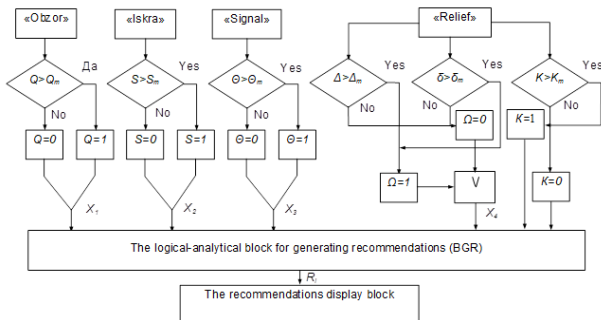 «Obzor» «Iskra» «Signal» «Relief»
Q>Qₘ Да S>Sₘ Yes Θ>Θₘ Yes Δ>Δₘ Yes δ>δₘ Yes K>Kₘ Yes
No No No No No No
Q=0 Q=1 S=0 S=1 Θ=0 Θ=1 Ω=0 K=1
Ω=1 V K=0
X₁ X₂ X₃ X₄
The logical-analytical block for generating recommendations (BGR)
Rᵢ
The recommendations display block